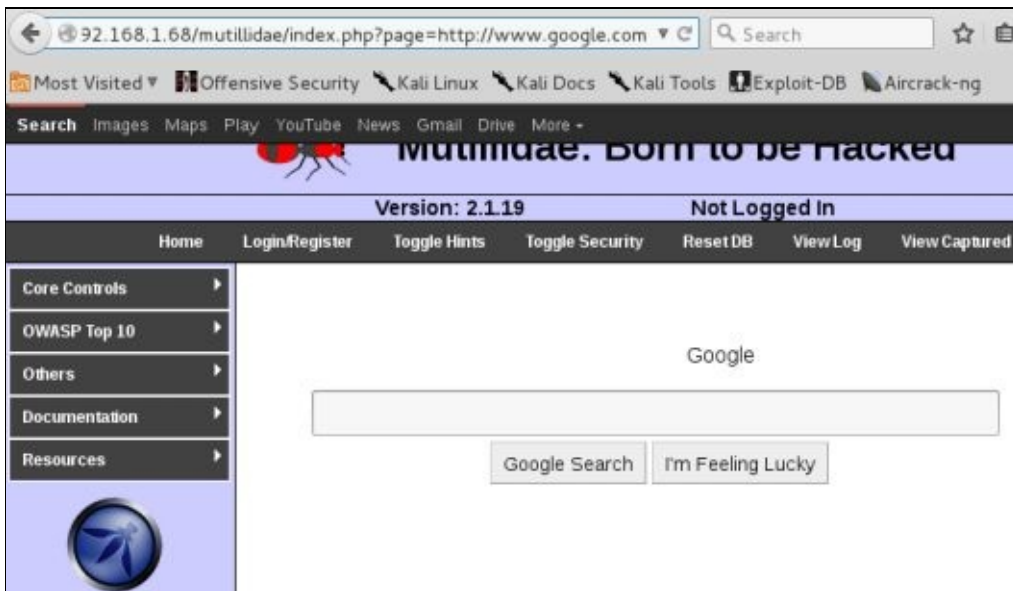 92.168.1.68/mutillidae/index.php?page=http://www.google.com Search
Most Visited Offensive Security Kali Linux Kali Docs Kali Tools Exploit-DB Aircrack-ng
Search Images Maps Play YouTube News Gmail Drive More
Mutillidae: Born to be Hacked
Version: 2.1.19 Not Logged In
Home Login/Register Toggle Hints Toggle Security Reset DB View Log View Captured
Core Controls
OWASP Top 10
Others
Documentation
Resources
Google
Google Search I'm Feeling Lucky